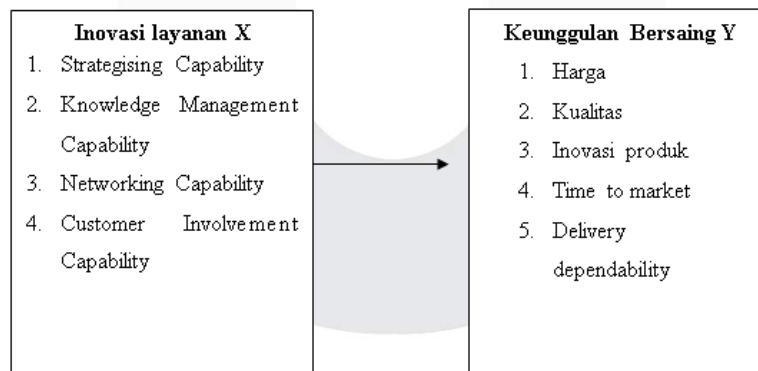 Inovasi layanan X
1. Strategising Capability
2. Knowledge Management
Capability
3. Networking Capability
4. Customer Involvement
Capability
Keunggulan Bersaing Y
1. Harga
2. Kualitas
3. Inovasi produk
4. Time to market
5. Delivery
dependability